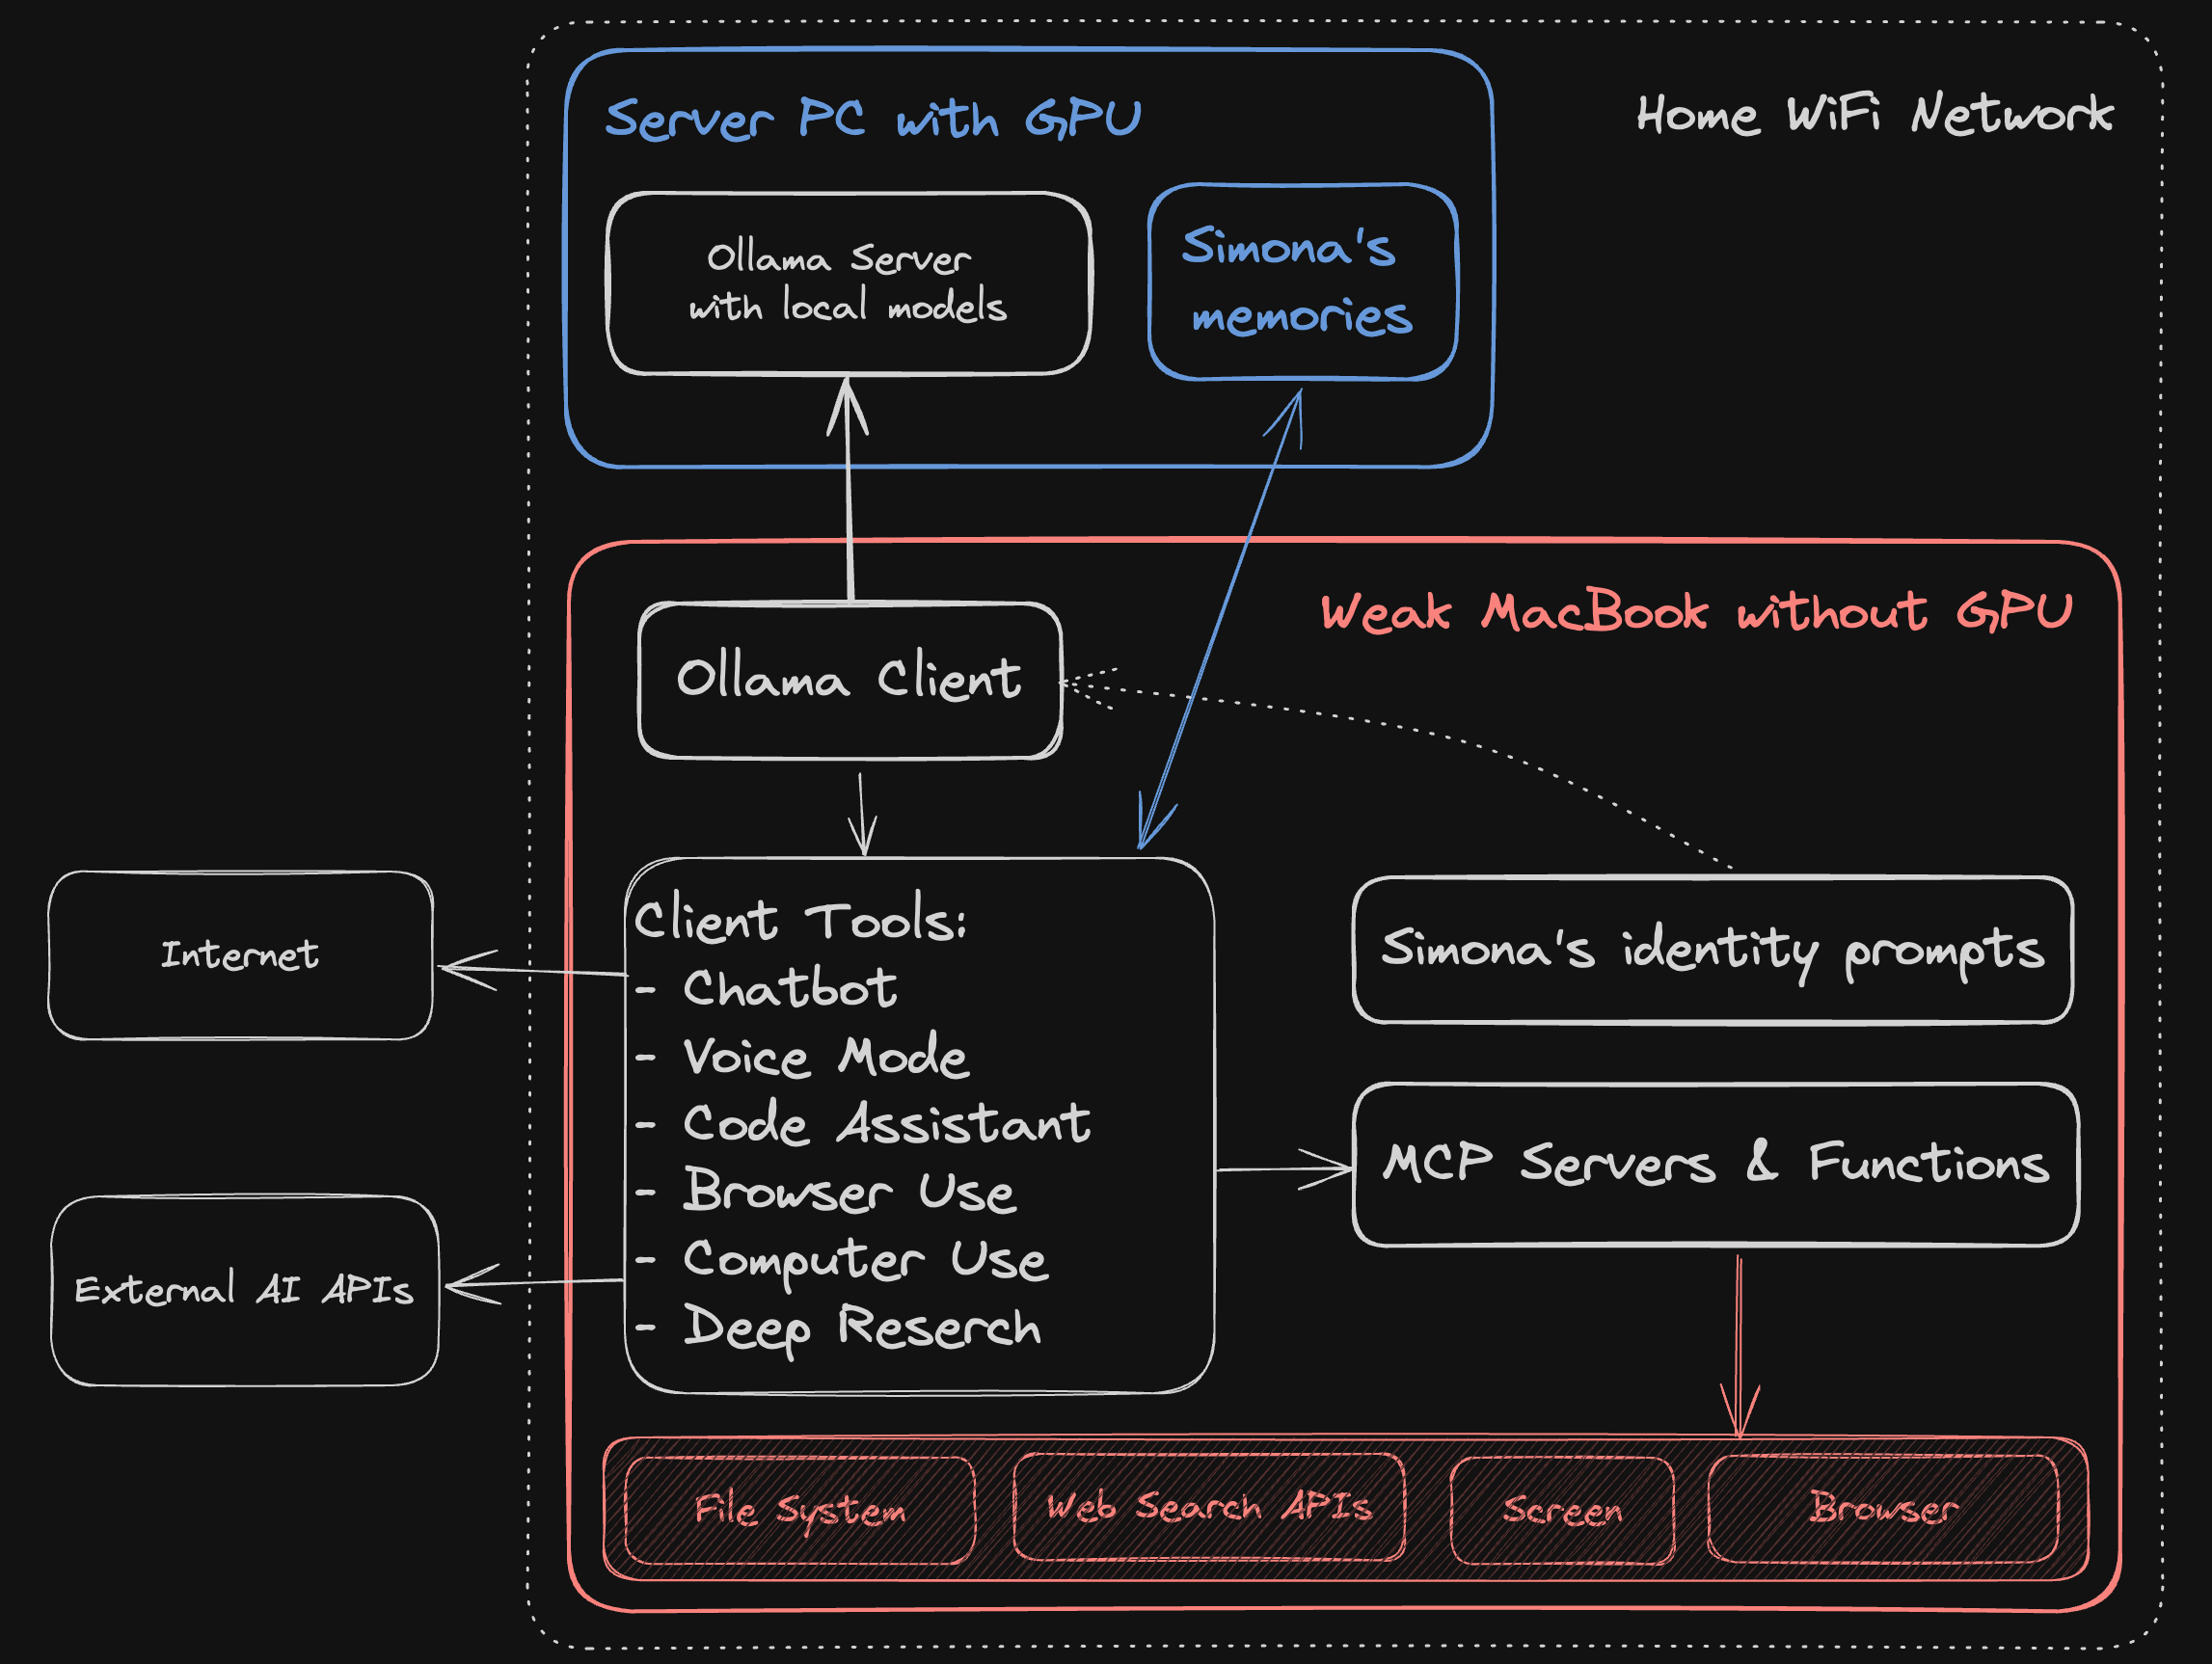 Home WiFi Network
Server PC with GPU
Ollama Server
with local models
Simona's
memories
Weak MacBook without GPU
Ollama Client
Internet
External AI APIs
Client Tools:
- Chatbot
- Voice Mode
- Code Assistant
- Browser Use
- Computer Use
- Deep Reserch
Simona's identity prompts
MCP Servers & Functions
File System
Web Search APIs
Screen
Browser